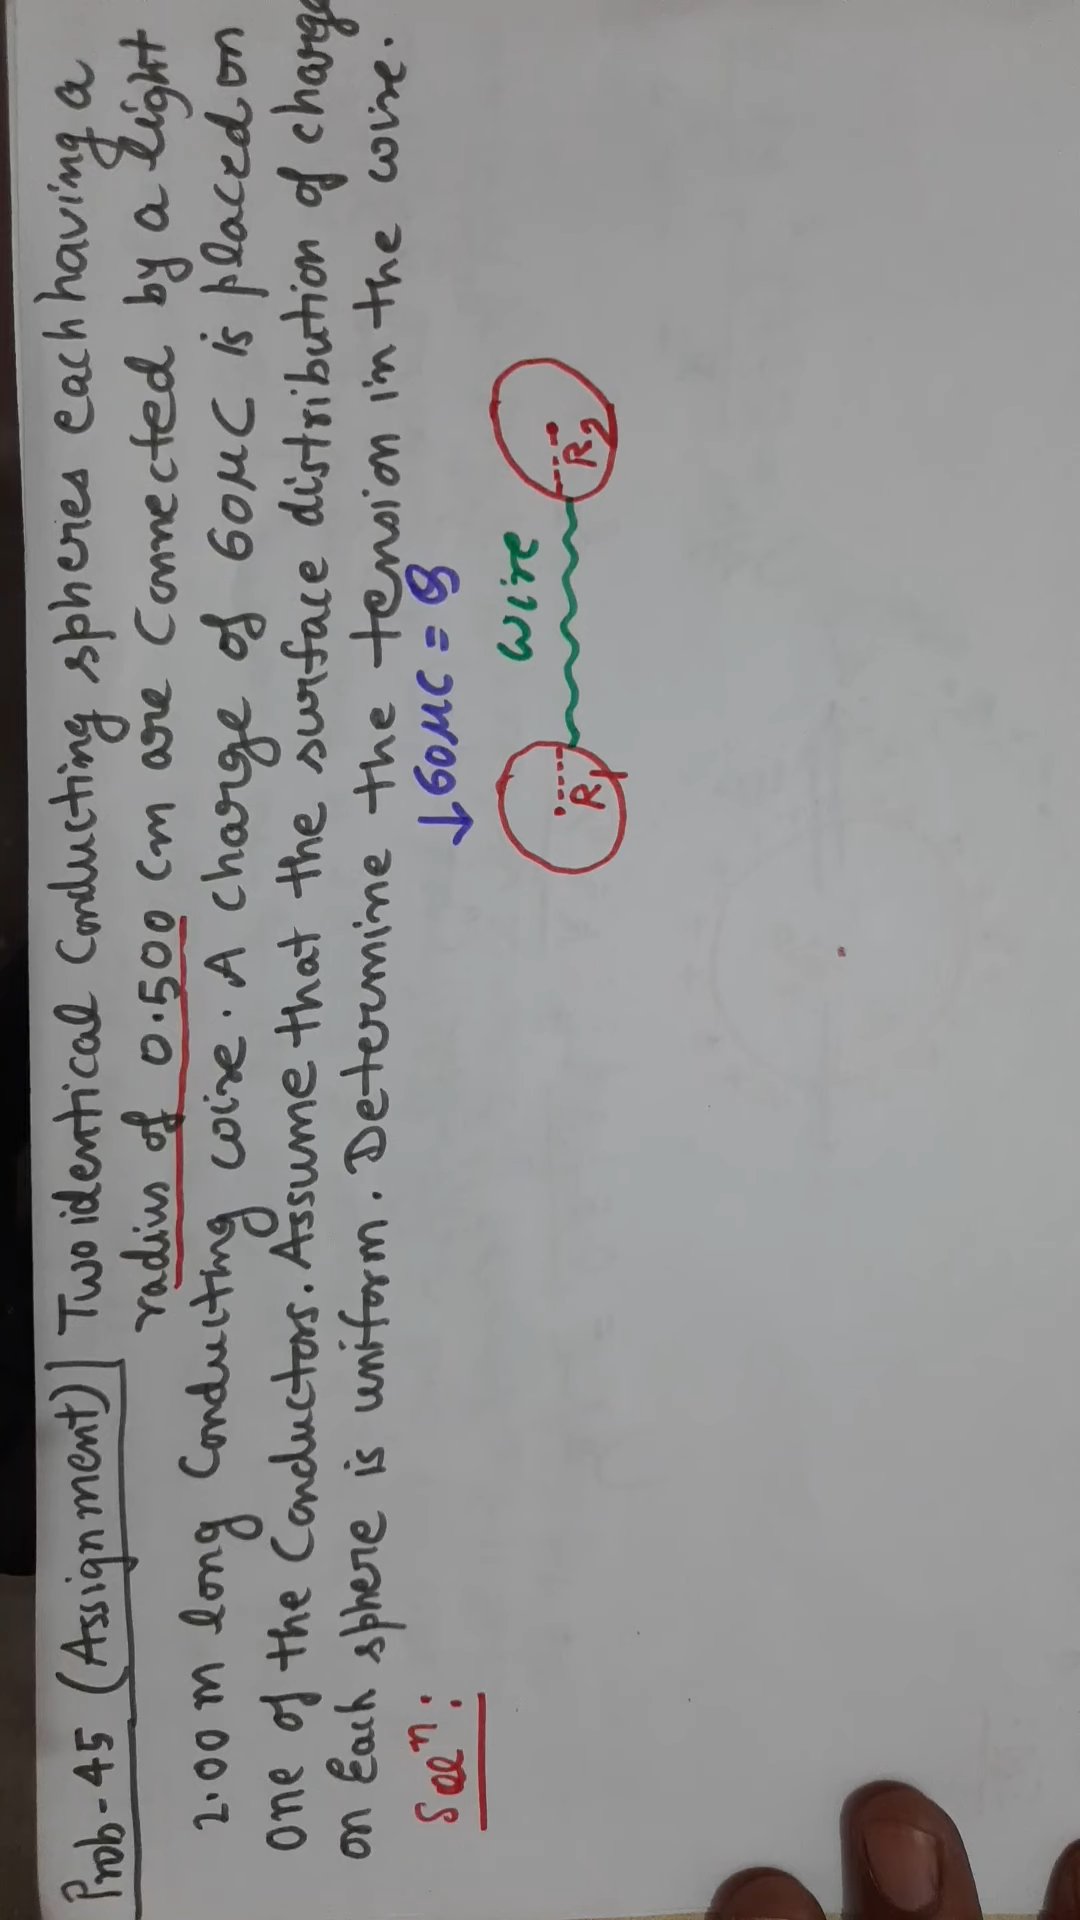 Prob-45 (Assignment) Two identical Conducting spheres each having a
radius of 0.500 cm are Connected by a light
2.00 m long Conducting wire. A charge of 60μC is placed on
one of the Conductors. Assume that the surface distribution of charge
on Each sphere is uniform. Determine the tension in the wire.
Solⁿ:
↓60μC = Q
wire
R₁
R₂